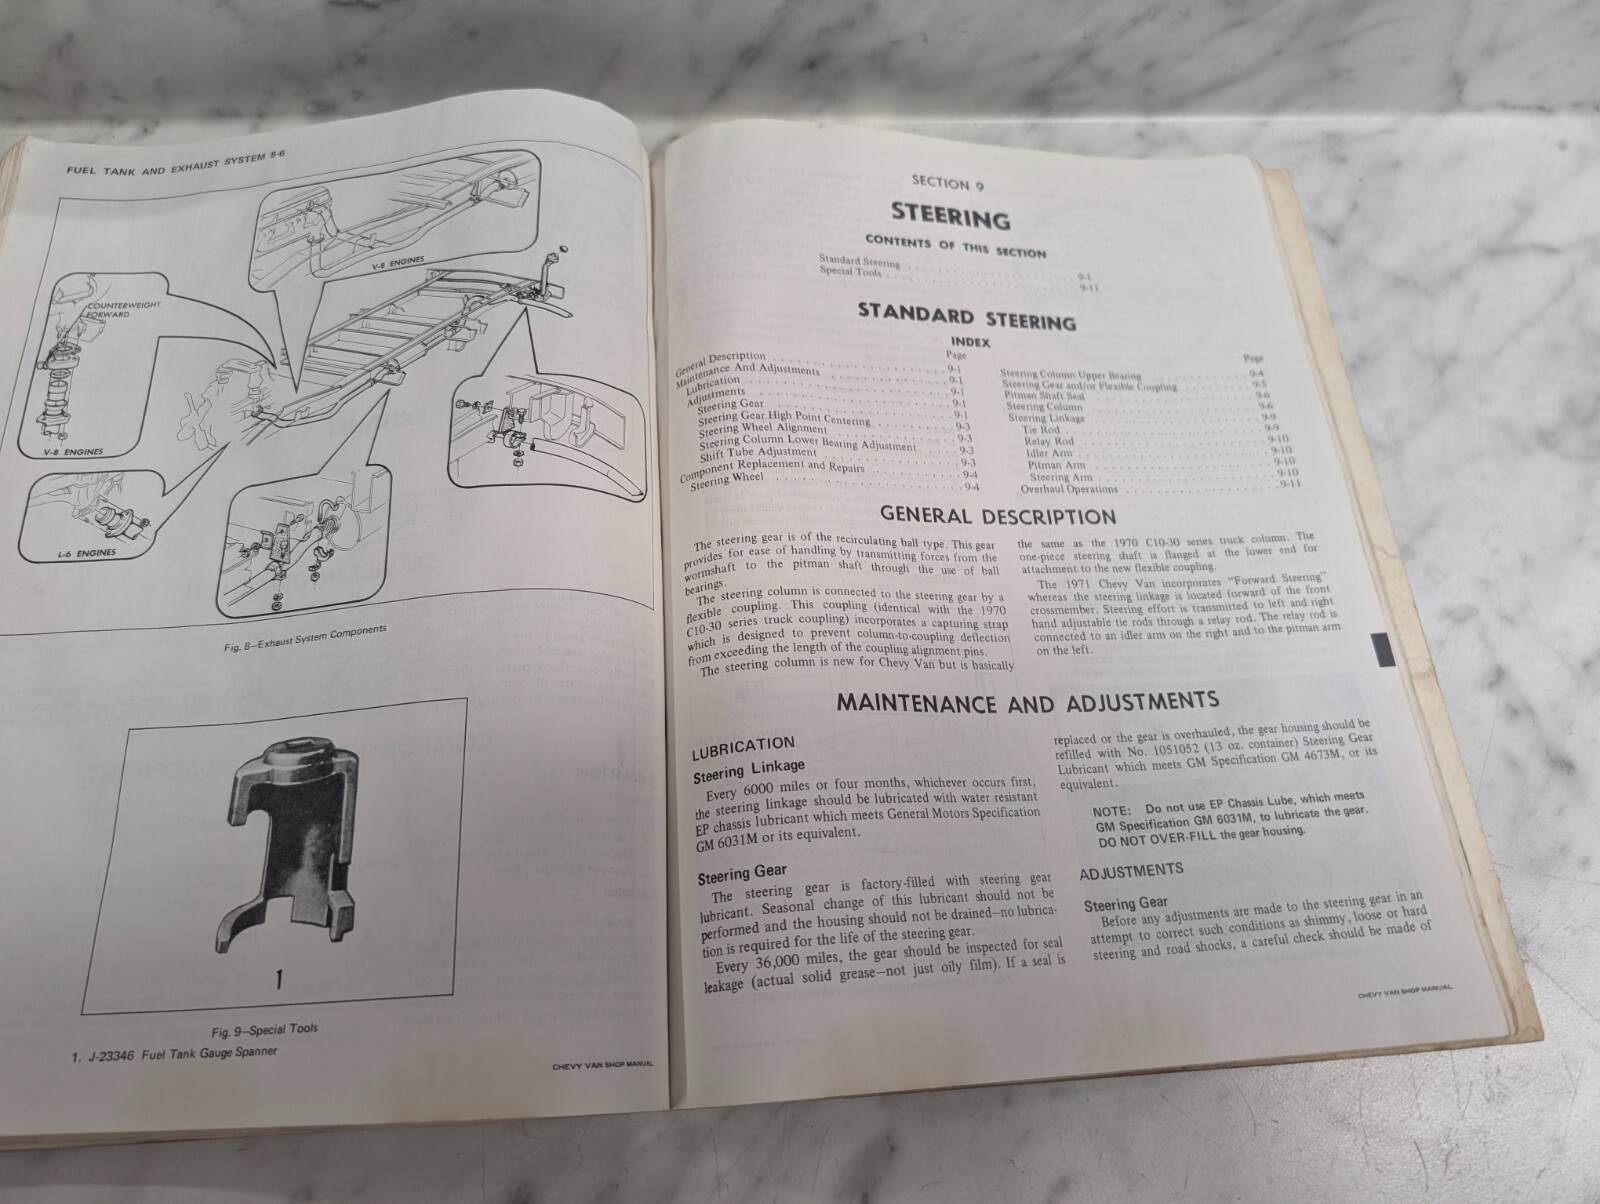 FUEL TANK AND EXHAUST SYSTEM 8-6
V-8 ENGINES
COUNTERWEIGHT
FORWARD
V-8 ENGINES
L-6 ENGINES
Fig. 8—Exhaust System Components
1
Fig. 9—Special Tools
1. J-23346 Fuel Tank Gauge Spanner
CHEVY VAN SHOP MANUAL
SECTION 9
STEERING
CONTENTS OF THIS SECTION
Standard Steering . . . . . . . . . . . . . . . . . . . . 9-1
Special Tools . . . . . . . . . . . . . . . . . . . . . . 9-11
STANDARD STEERING
INDEX
Page
General Description . . . . . . . . . . . . . . . 9-1
Maintenance And Adjustments . . . . . . . . . . 9-1
Lubrication . . . . . . . . . . . . . . . . . . . 9-1
Adjustments . . . . . . . . . . . . . . . . . . . 9-1
Steering Gear . . . . . . . . . . . . . . . . . . 9-1
Steering Gear High Point Centering . . . . . . . 9-3
Steering Wheel Alignment . . . . . . . . . . . . 9-3
Steering Column Lower Bearing Adjustment . . . . 9-3
Shift Tube Adjustment . . . . . . . . . . . . . . 9-3
Component Replacement and Repairs . . . . . . . 9-4
Steering Wheel . . . . . . . . . . . . . . . . . 9-4
Page
Steering Column Upper Bearing . . . . . . . . . 9-4
Steering Gear and/or Flexible Coupling . . . . . 9-5
Pitman Shaft Seal . . . . . . . . . . . . . . . . 9-6
Steering Column . . . . . . . . . . . . . . . . . 9-6
Steering Linkage . . . . . . . . . . . . . . . . 9-9
Tie Rod . . . . . . . . . . . . . . . . . . . . . 9-9
Relay Rod . . . . . . . . . . . . . . . . . . . . 9-10
Idler Arm . . . . . . . . . . . . . . . . . . . . 9-10
Pitman Arm . . . . . . . . . . . . . . . . . . . 9-10
Steering Arm . . . . . . . . . . . . . . . . . . 9-10
Overhaul Operations . . . . . . . . . . . . . . . 9-11
GENERAL DESCRIPTION
The steering gear is of the recirculating ball type. This gear
provides for ease of handling by transmitting forces from the
wormshaft to the pitman shaft through the use of ball
bearings.
The steering column is connected to the steering gear by a
flexible coupling. This coupling (identical with the 1970
C10-30 series truck coupling) incorporates a capturing strap
which is designed to prevent column-to-coupling deflection
from exceeding the length of the coupling alignment pins.
The steering column is new for Chevy Van but is basically
the same as the 1970 C10-30 series truck column. The
one-piece steering shaft is flanged at the lower end for
attachment to the new flexible coupling.
The 1971 Chevy Van incorporates "Forward Steering"
whereas the steering linkage is located forward of the front
crossmember. Steering effort is transmitted to left and right
hand adjustable tie rods through a relay rod. The relay rod is
connected to an idler arm on the right and to the pitman arm
on the left.
MAINTENANCE AND ADJUSTMENTS
LUBRICATION
Steering Linkage
Every 6000 miles or four months, whichever occurs first,
the steering linkage should be lubricated with water resistant
EP chassis lubricant which meets General Motors Specification
GM 6031M or its equivalent.
Steering Gear
The steering gear is factory-filled with steering gear
lubricant. Seasonal change of this lubricant should not be
performed and the housing should not be drained—no lubrica-
tion is required for the life of the steering gear.
Every 36,000 miles, the gear should be inspected for seal
leakage (actual solid grease—not just oily film). If a seal is
replaced or the gear is overhauled, the gear housing should be
refilled with No. 1051052 (13 oz. container) Steering Gear
Lubricant which meets GM Specification GM 4673M, or its
equivalent.
NOTE: Do not use EP Chassis Lube, which meets
GM Specification GM 6031M, to lubricate the gear.
DO NOT OVER-FILL the gear housing.
ADJUSTMENTS
Steering Gear
Before any adjustments are made to the steering gear in an
attempt to correct such conditions as shimmy, loose or hard
steering and road shocks, a careful check should be made of
CHEVY VAN SHOP MANUAL